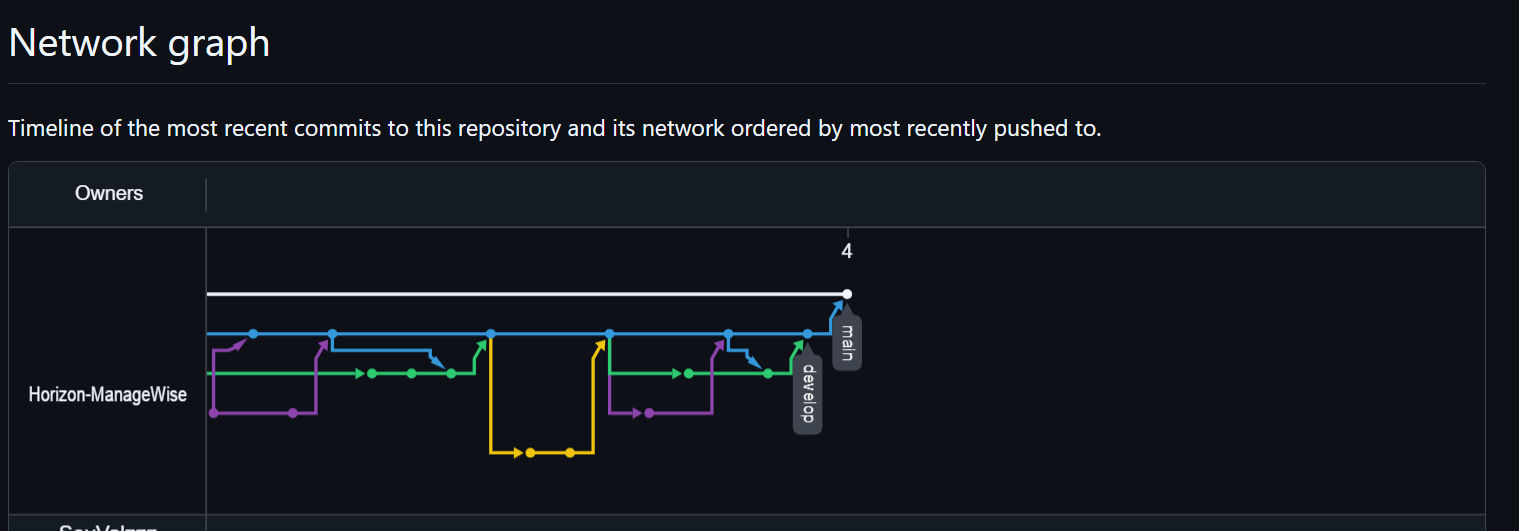 Network graph
Timeline of the most recent commits to this repository and its network ordered by most recently pushed to.
Owners
4
main
develop
Horizon-ManageWise